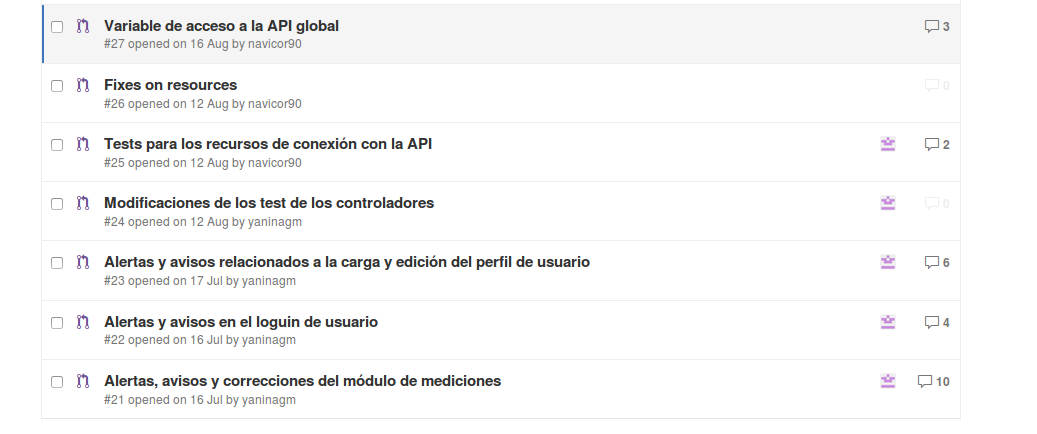 Variable de acceso a la API global
3
#27 opened on 16 Aug by navicor90
Fixes on resources
0
#26 opened on 12 Aug by navicor90
Tests para los recursos de conexión con la API
2
#25 opened on 12 Aug by navicor90
Modificaciones de los test de los controladores
0
#24 opened on 12 Aug by yaninagm
Alertas y avisos relacionados a la carga y edición del perfil de usuario
6
#23 opened on 17 Jul by yaninagm
Alertas y avisos en el loguin de usuario
4
#22 opened on 16 Jul by yaninagm
Alertas, avisos y correcciones del módulo de mediciones
10
#21 opened on 16 Jul by yaninagm